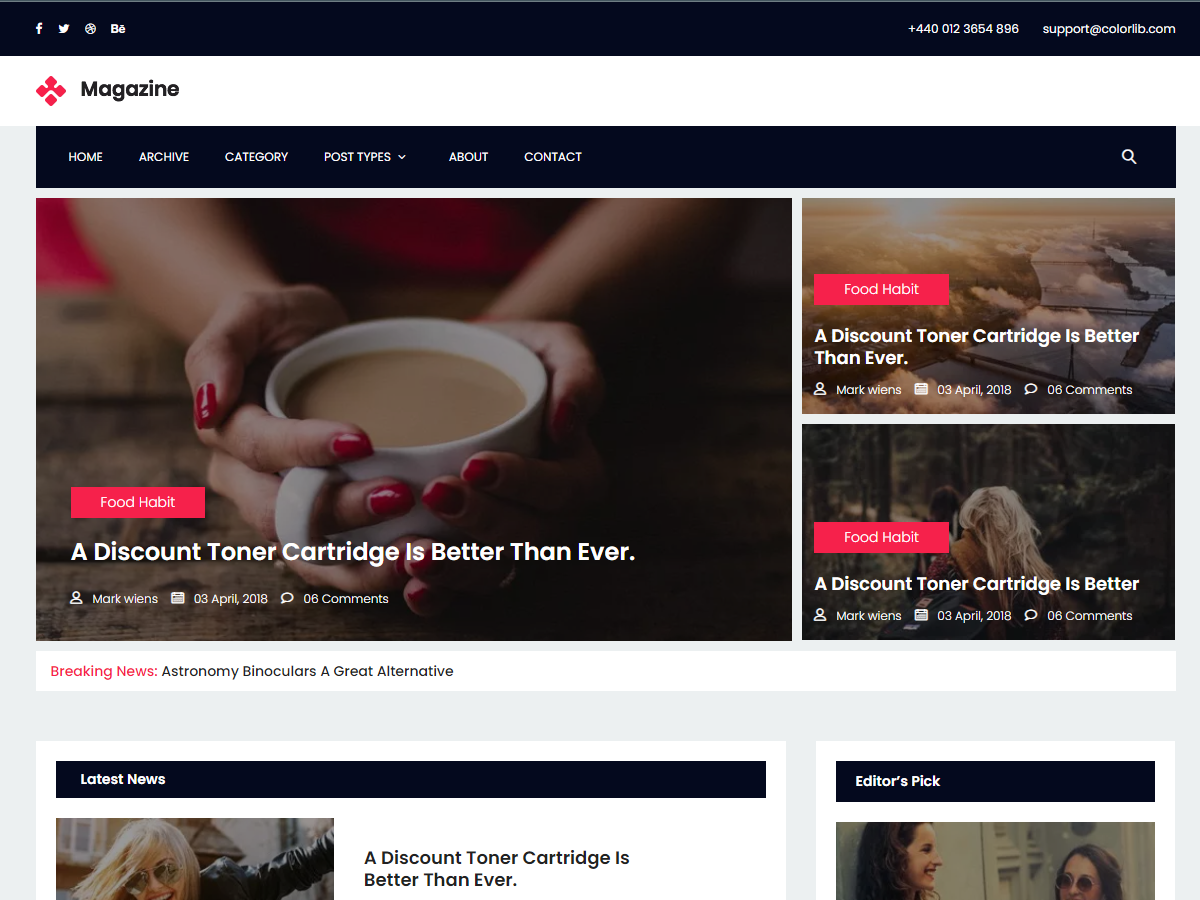 Bē
+440 012 3654 896
support@colorlib.com
Magazine
HOME
ARCHIVE
CATEGORY
POST TYPES
ABOUT
CONTACT
Food Habit
A Discount Toner Cartridge Is Better Than Ever.
Mark wiens
03 April, 2018
06 Comments
Food Habit
A Discount Toner Cartridge Is Better
Than Ever.
Mark wiens
03 April, 2018
06 Comments
Food Habit
A Discount Toner Cartridge Is Better
Mark wiens
03 April, 2018
06 Comments
Breaking News: Astronomy Binoculars A Great Alternative
Latest News
A Discount Toner Cartridge Is
Better Than Ever.
Editor’s Pick